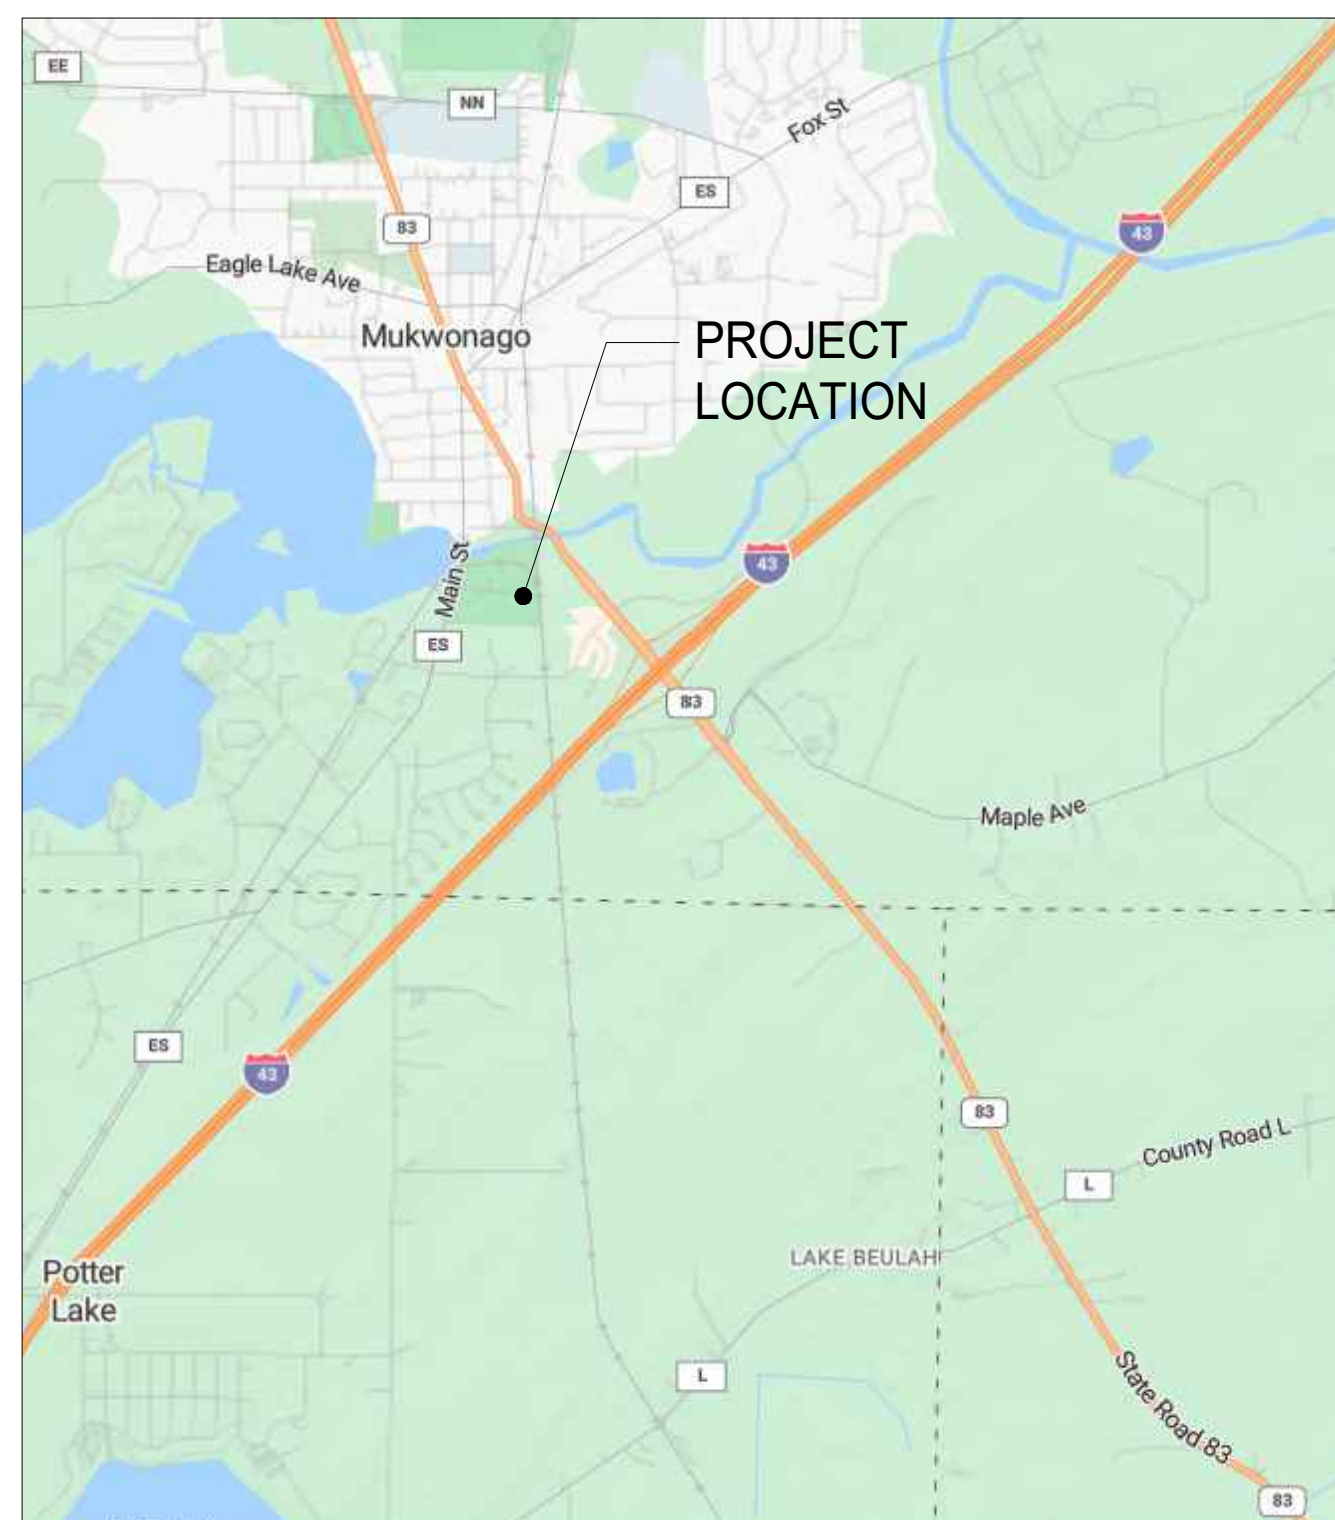 EE
NN
Fox St
ES
83
43
Eagle Lake Ave
Mukwonago
PROJECT
LOCATION
43
Main St
ES
83
Maple Ave
ES
43
83
County Road L
L
LAKE BEULAH
Potter
Lake
L
State Road 83
83